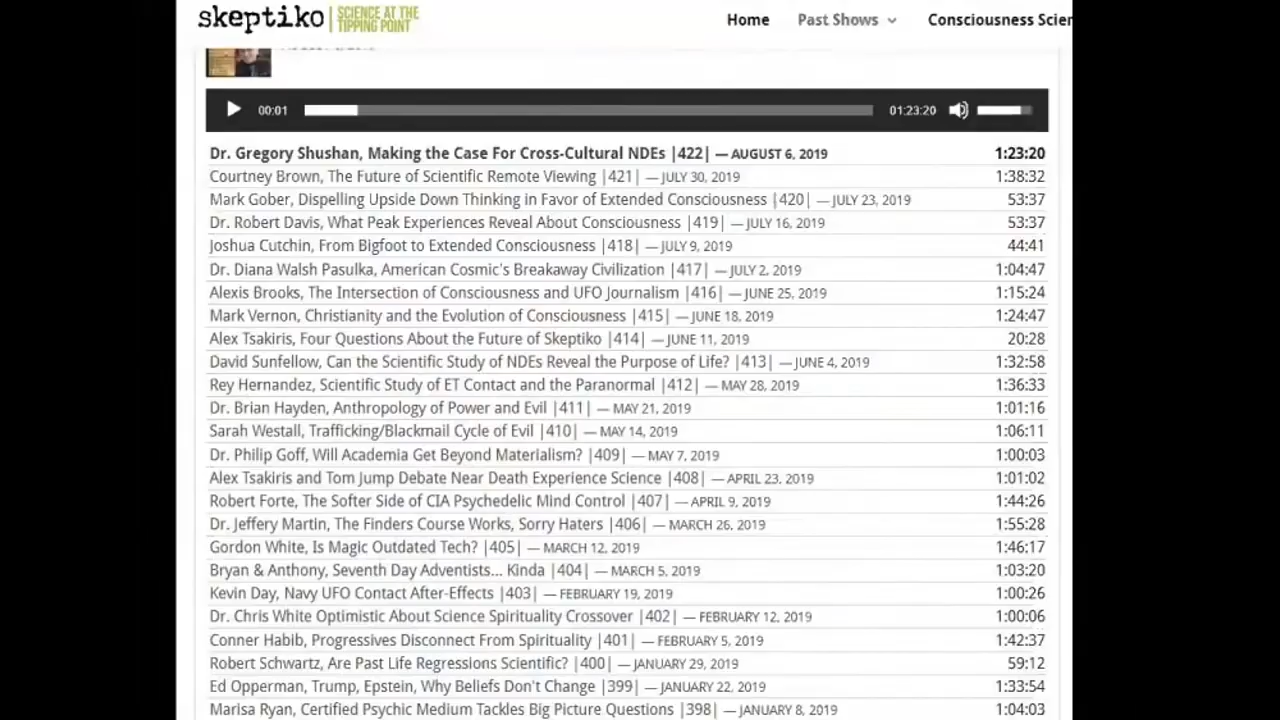 skeptiko | SCIENCE AT THE TIPPING POINT
Home Past Shows Consciousness Scien
00:01 01:23:20
Dr. Gregory Shushan, Making the Case For Cross-Cultural NDEs |422| — AUGUST 6, 2019 1:23:20
Courtney Brown, The Future of Scientific Remote Viewing |421| — JULY 30, 2019 1:38:32
Mark Gober, Dispelling Upside Down Thinking in Favor of Extended Consciousness |420| — JULY 23, 2019 53:37
Dr. Robert Davis, What Peak Experiences Reveal About Consciousness |419| — JULY 16, 2019 53:37
Joshua Cutchin, From Bigfoot to Extended Consciousness |418| — JULY 9, 2019 44:41
Dr. Diana Walsh Pasulka, American Cosmic's Breakaway Civilization |417| — JULY 2, 2019 1:04:47
Alexis Brooks, The Intersection of Consciousness and UFO Journalism |416| — JUNE 25, 2019 1:15:24
Mark Vernon, Christianity and the Evolution of Consciousness |415| — JUNE 18, 2019 1:24:47
Alex Tsakiris, Four Questions About the Future of Skeptiko |414| — JUNE 11, 2019 20:28
David Sunfellow, Can the Scientific Study of NDEs Reveal the Purpose of Life? |413| — JUNE 4, 2019 1:32:58
Rey Hernandez, Scientific Study of ET Contact and the Paranormal |412| — MAY 28, 2019 1:36:33
Dr. Brian Hayden, Anthropology of Power and Evil |411| — MAY 21, 2019 1:01:16
Sarah Westall, Trafficking/Blackmail Cycle of Evil |410| — MAY 14, 2019 1:06:11
Dr. Philip Goff, Will Academia Get Beyond Materialism? |409| — MAY 7, 2019 1:00:03
Alex Tsakiris and Tom Jump Debate Near Death Experience Science |408| — APRIL 23, 2019 1:01:02
Robert Forte, The Softer Side of CIA Psychedelic Mind Control |407| — APRIL 9, 2019 1:44:26
Dr. Jeffery Martin, The Finders Course Works, Sorry Haters |406| — MARCH 26, 2019 1:55:28
Gordon White, Is Magic Outdated Tech? |405| — MARCH 12, 2019 1:46:17
Bryan & Anthony, Seventh Day Adventists... Kinda |404| — MARCH 5, 2019 1:03:20
Kevin Day, Navy UFO Contact After-Effects |403| — FEBRUARY 19, 2019 1:00:26
Dr. Chris White Optimistic About Science Spirituality Crossover |402| — FEBRUARY 12, 2019 1:00:06
Conner Habib, Progressives Disconnect From Spirituality |401| — FEBRUARY 5, 2019 1:42:37
Robert Schwartz, Are Past Life Regressions Scientific? |400| — JANUARY 29, 2019 59:12
Ed Opperman, Trump, Epstein, Why Beliefs Don't Change |399| — JANUARY 22, 2019 1:33:54
Marisa Ryan, Certified Psychic Medium Tackles Big Picture Questions |398| — JANUARY 8, 2019 1:04:03